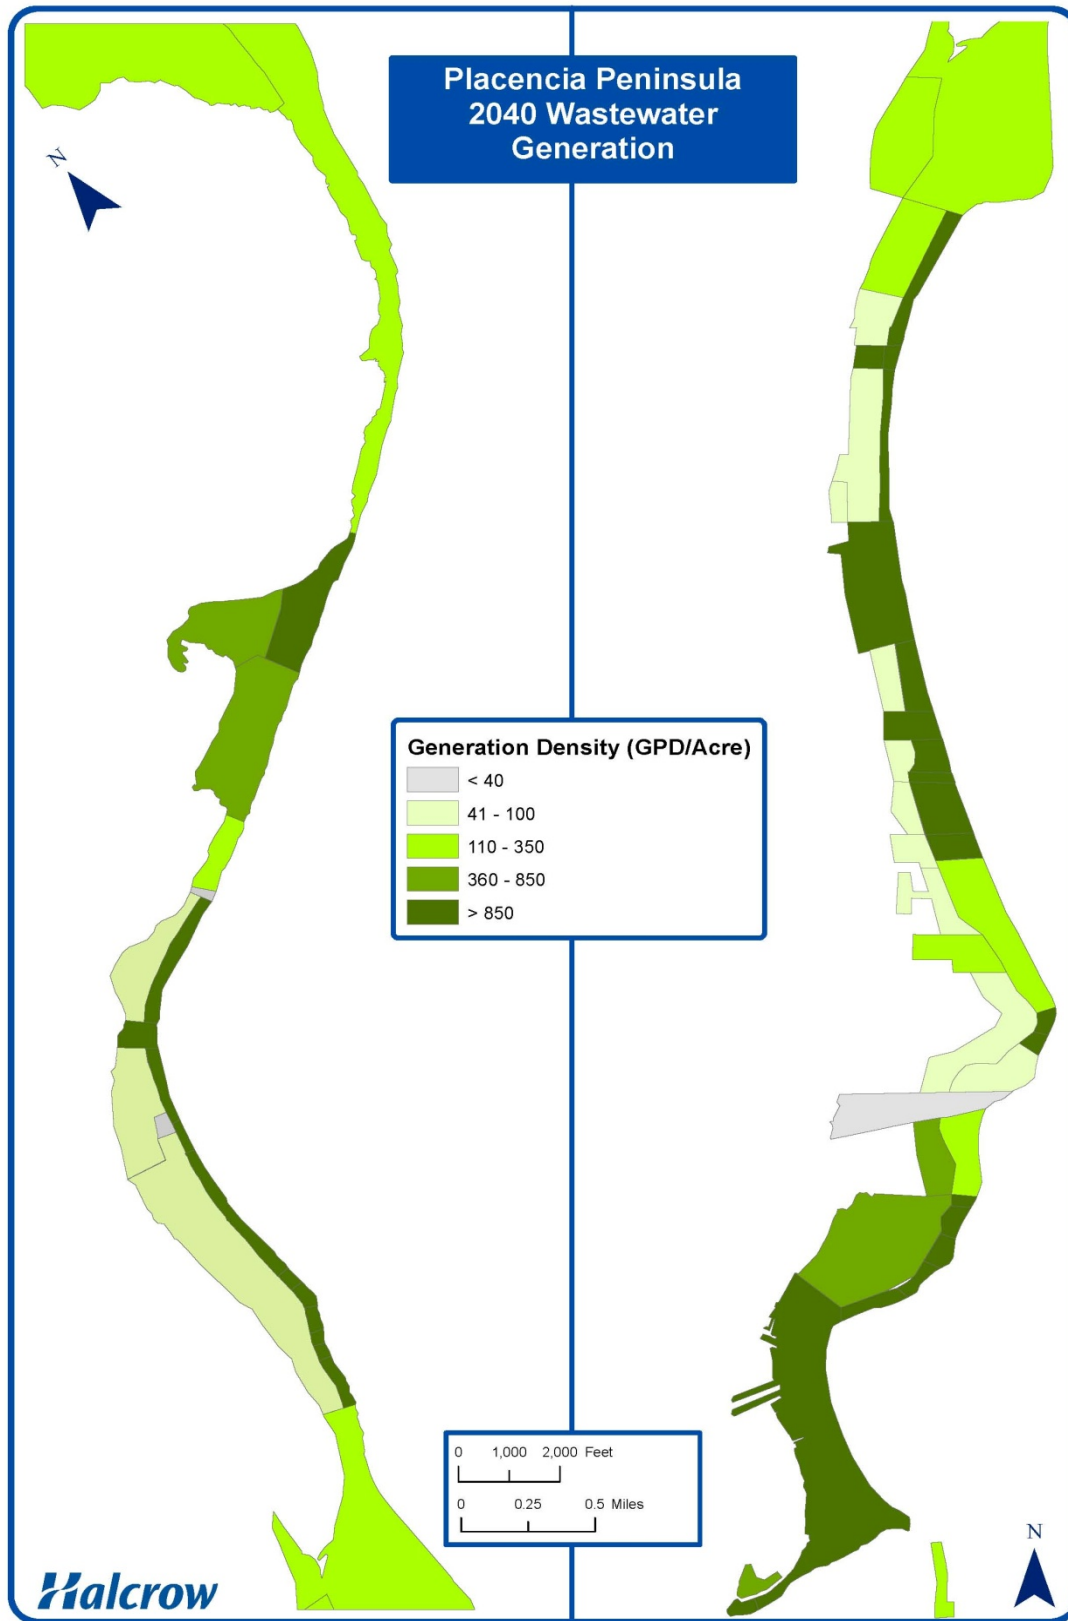 Placencia Peninsula
2040 Wastewater
Generation
N
Generation Density (GPD/Acre)
< 40
41 - 100
110 - 350
360 - 850
> 850
0 1,000 2,000 Feet
0 0.25 0.5 Miles
N
Halcrow